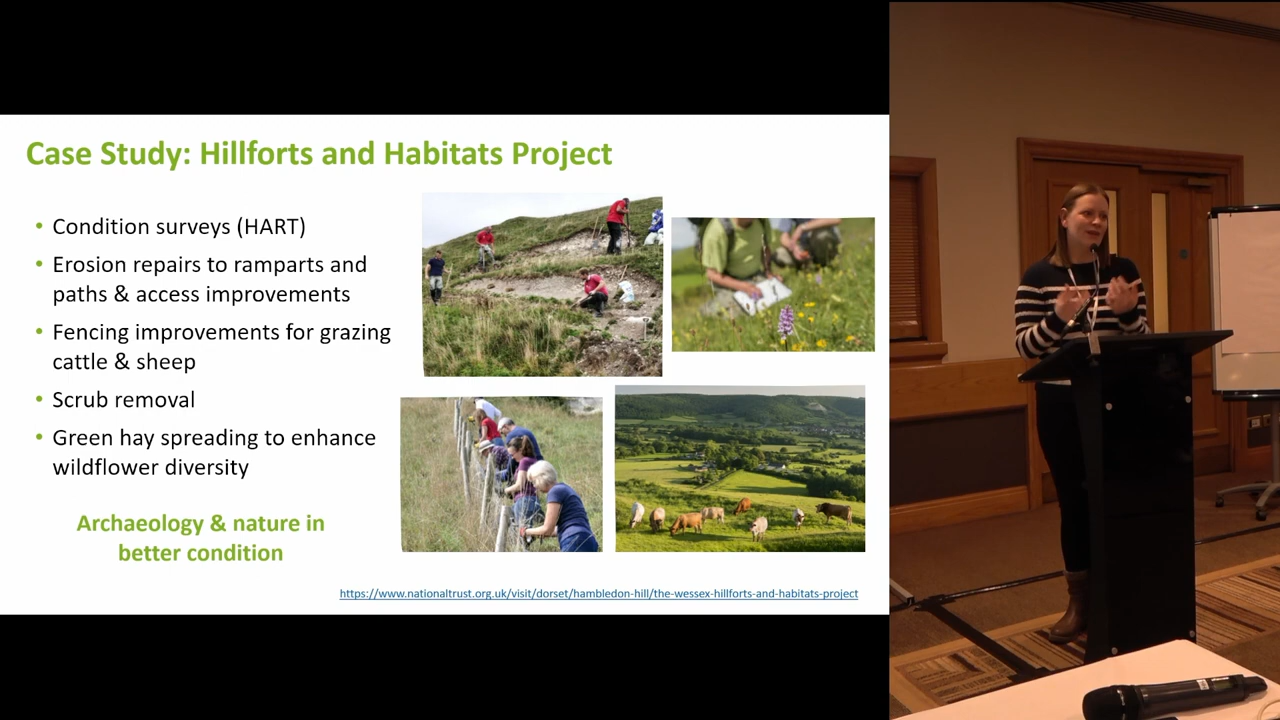 Case Study: Hillforts and Habitats Project
• Condition surveys (HART)
• Erosion repairs to ramparts and
paths & access improvements
• Fencing improvements for grazing
cattle & sheep
• Scrub removal
• Green hay spreading to enhance
wildflower diversity
Archaeology & nature in
better condition
https://www.nationaltrust.org.uk/visit/dorset/hambledon-hill/the-wessex-hillforts-and-habitats-project